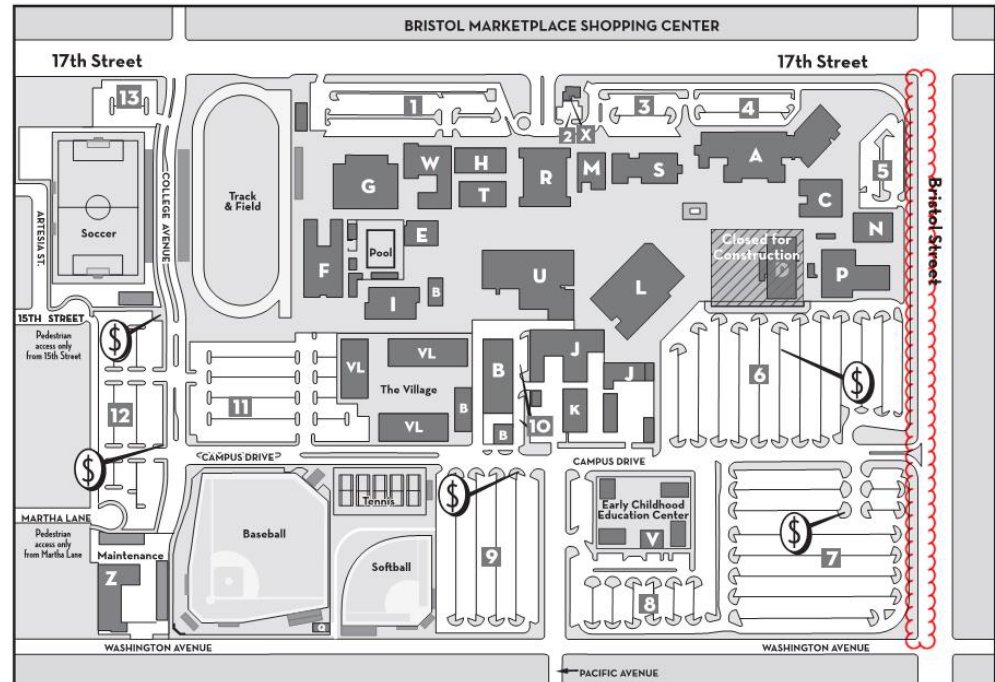 BRISTOL MARKETPLACE SHOPPING CENTER
17th Street
17th Street
13
1
2
X
3
4
5
COLLEGE AVENUE
ARTESIA ST.
Soccer
Track
& Field
G
W
H
T
R
M
S
A
C
N
P
Bristol Street
F
Pool
E
I
B
U
L
Closed for
Construction
D
15TH STREET
Pedestrian
access only
from 15th Street
$
$
12
11
VL
VL
VL
The Village
B
B
B
10
J
J
K
6
$
CAMPUS DRIVE
CAMPUS DRIVE
MARTHA LANE
Pedestrian
access only
from Martha Lane
Maintenance
Z
Baseball
Tennis
Softball
Q
$
9
Early Childhood
Education Center
V
8
$
7
WASHINGTON AVENUE
WASHINGTON AVENUE
PACIFIC AVENUE